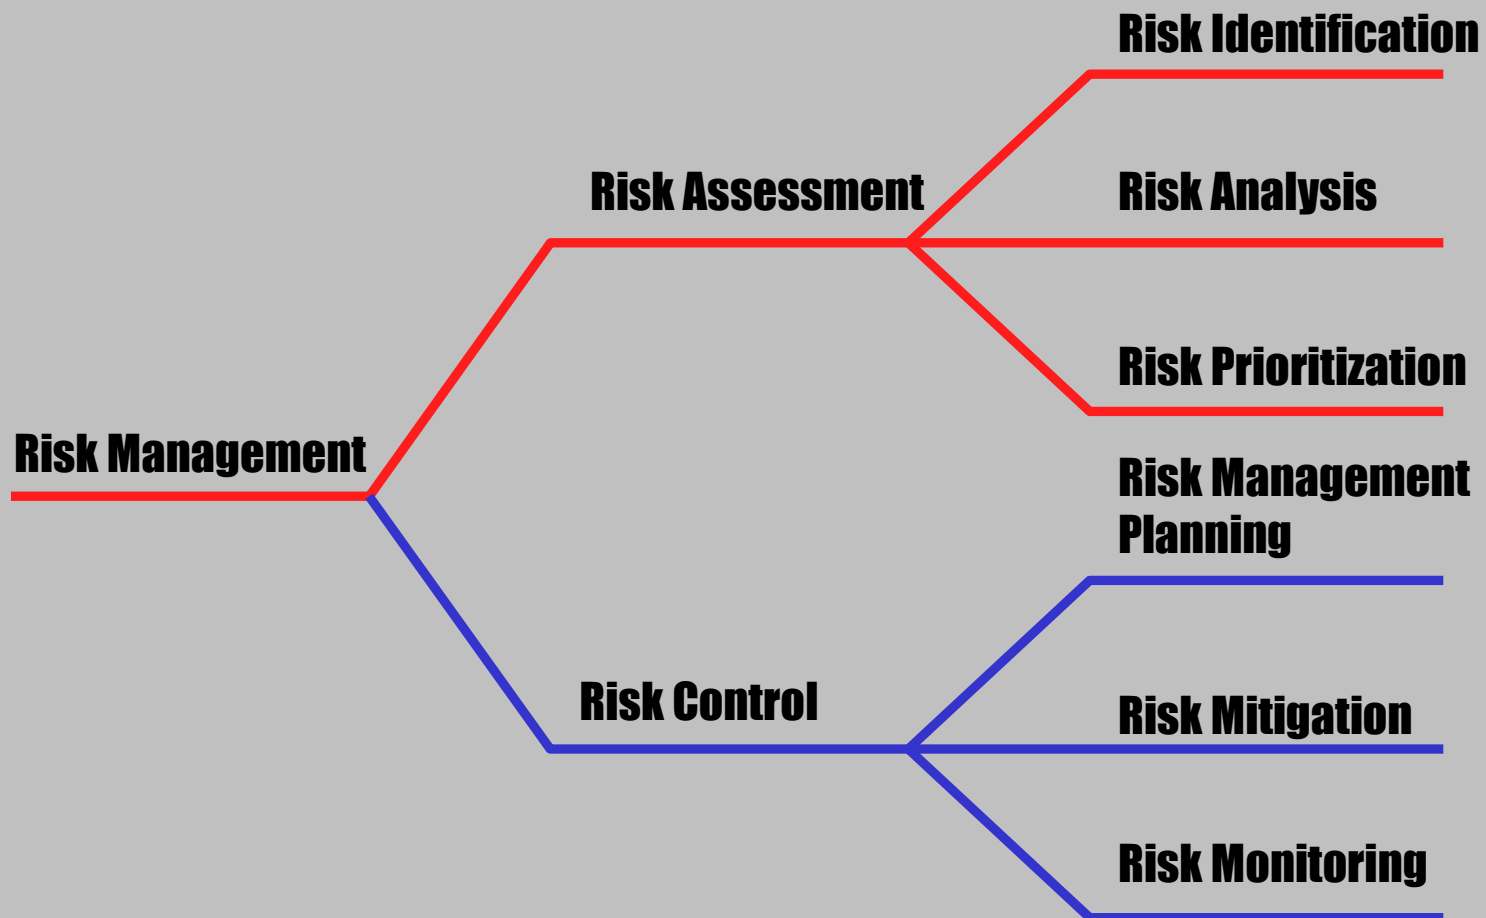 Risk Identification
Risk Assessment
Risk Analysis
Risk Prioritization
Risk Management
Risk Management
Planning
Risk Control
Risk Mitigation
Risk Monitoring